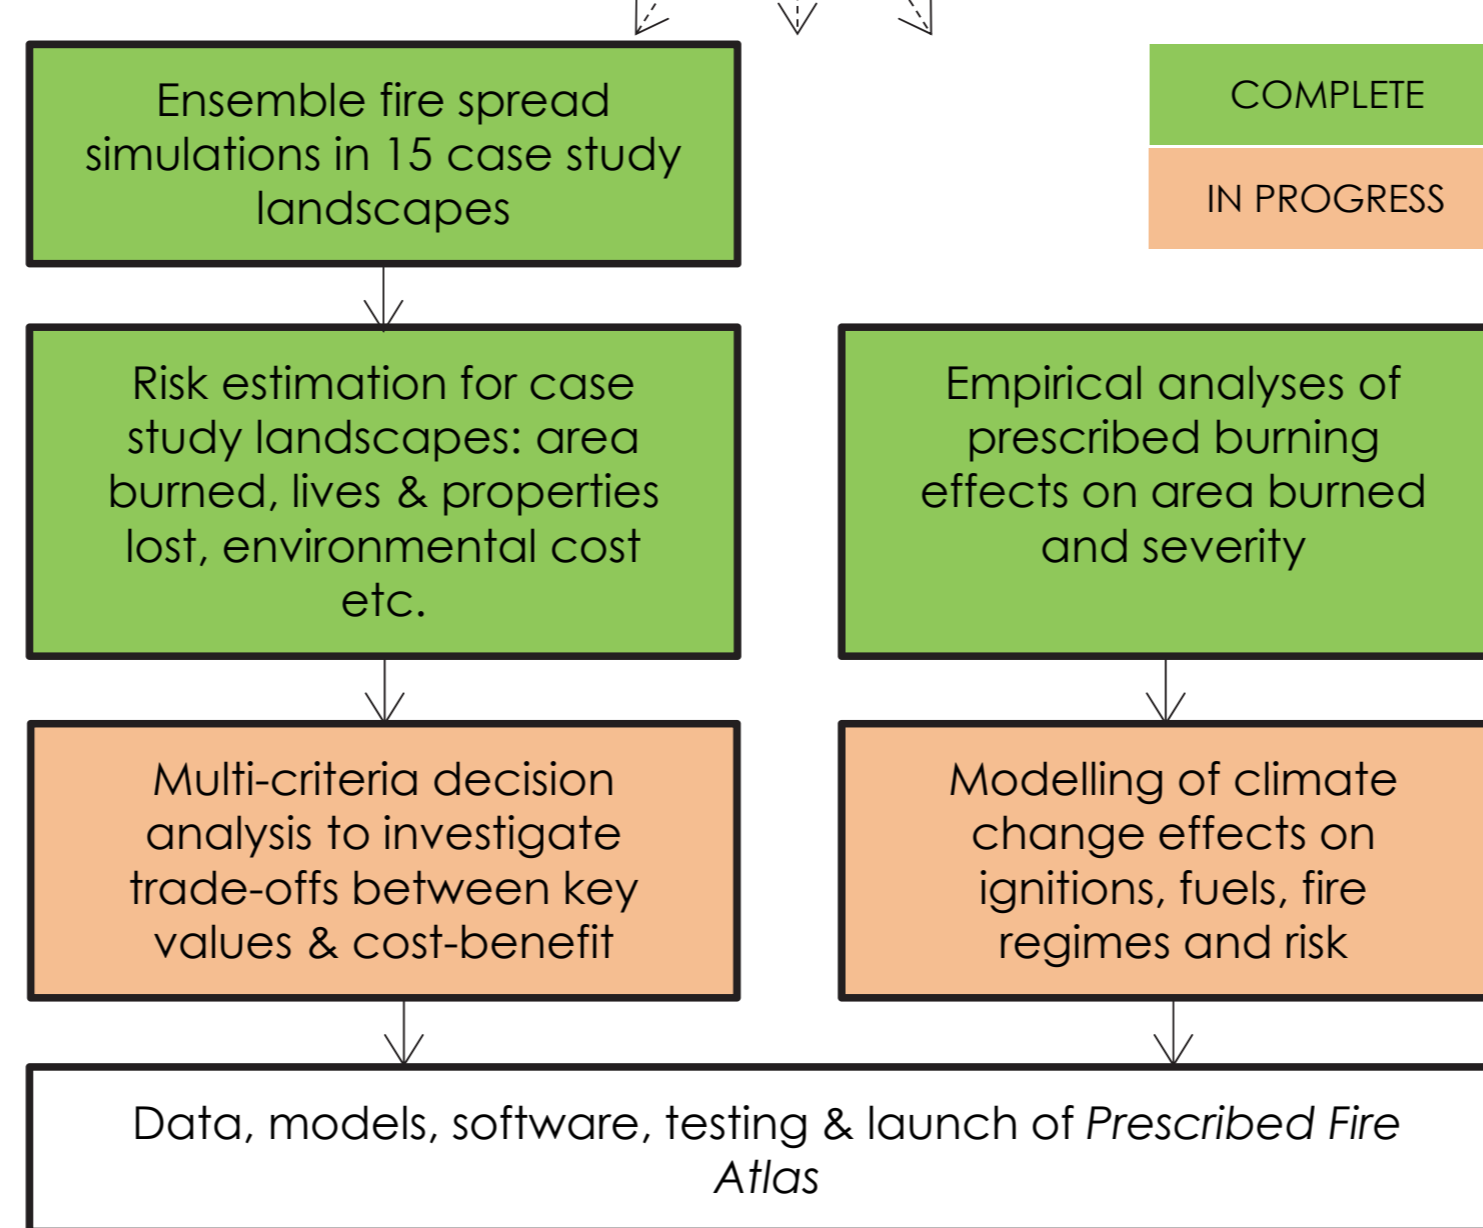 Ensemble fire spread
simulations in 15 case study
landscapes
COMPLETE
IN PROGRESS
Risk estimation for case
study landscapes: area
burned, lives & properties
lost, environmental cost
etc.
Empirical analyses of
prescribed burning
effects on area burned
and severity
Multi-criteria decision
analysis to investigate
trade-offs between key
values & cost-benefit
Modelling of climate
change effects on
ignitions, fuels, fire
regimes and risk
Data, models, software, testing & launch of Prescribed Fire
Atlas